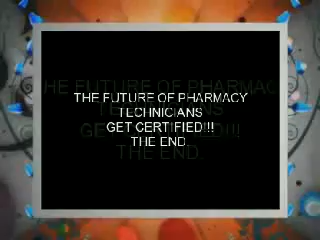 THE FUTURE OF PHARMACY
TECHNICIANS
GET CERTIFIED!!!
THE END.